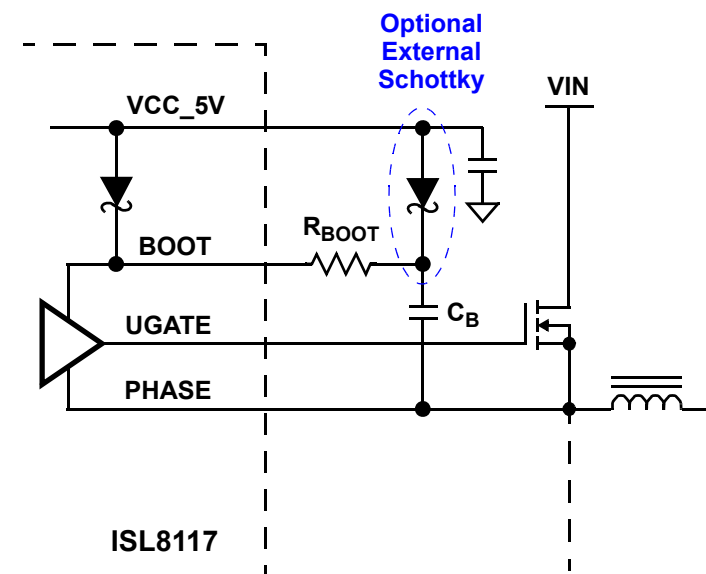 Optional
External
Schottky
VIN
VCC_5V
RBOOT
BOOT
CB
UGATE
PHASE
ISL8117